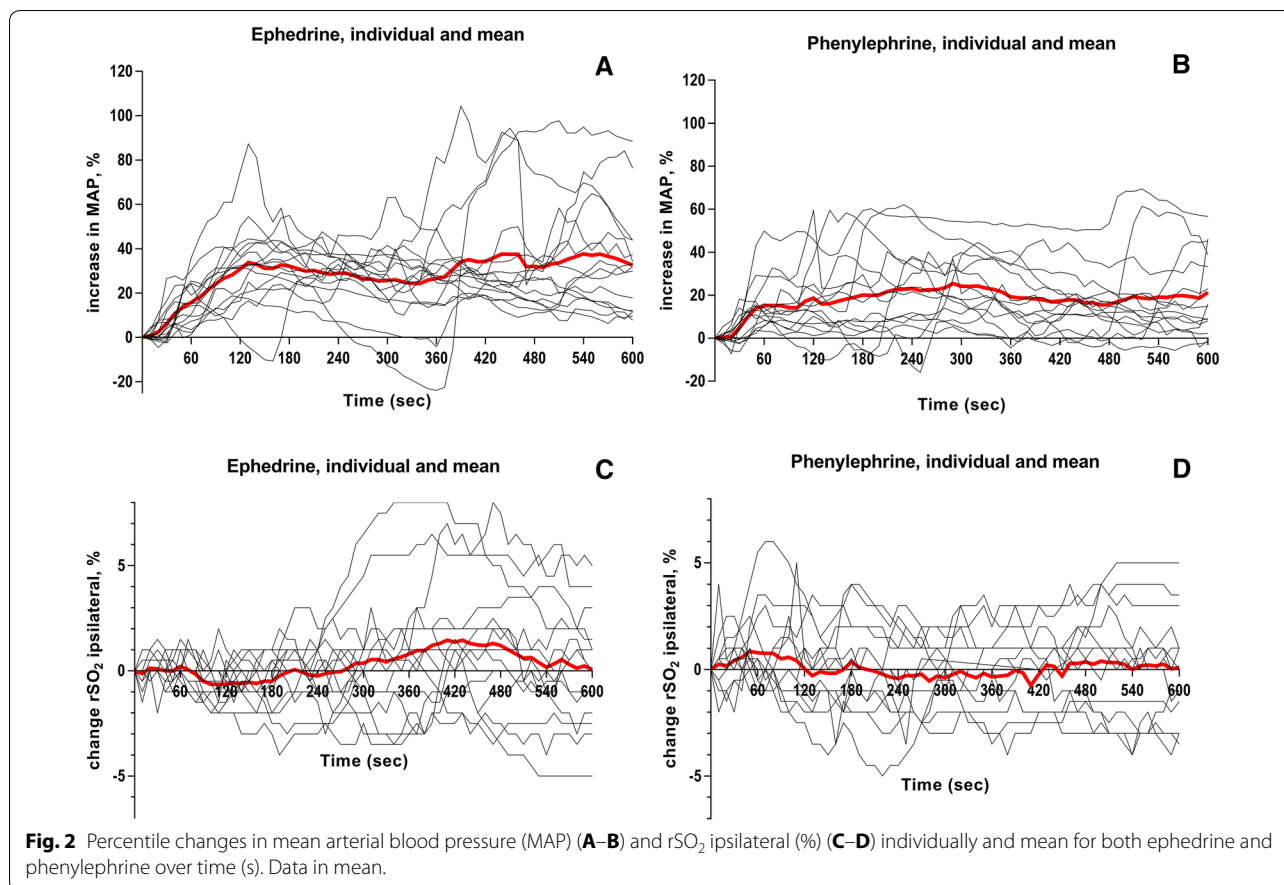 Ephedrine, individual and mean
A
increase in MAP, %
120
100
80
60
40
20
0
-20
60 120 180 240 300 360 420 480 540 600
Time (sec)
Phenylephrine, individual and mean
B
increase in MAP, %
120
100
80
60
40
20
0
-20
60 120 180 240 300 360 420 480 540 600
Time (sec)
Ephedrine, individual and mean
C
change rSO₂ ipsilateral, %
5
0
-5
60 120 180 240 300 360 420 480 540 600
Time (sec)
Phenylephrine, individual and mean
D
change rSO₂ ipsilateral, %
5
0
-5
60 120 180 240 300 360 420 480 540 600
Time (sec)
Fig. 2 Percentile changes in mean arterial blood pressure (MAP) (A–B) and rSO₂ ipsilateral (%) (C–D) individually and mean for both ephedrine and
phenylephrine over time (s). Data in mean.